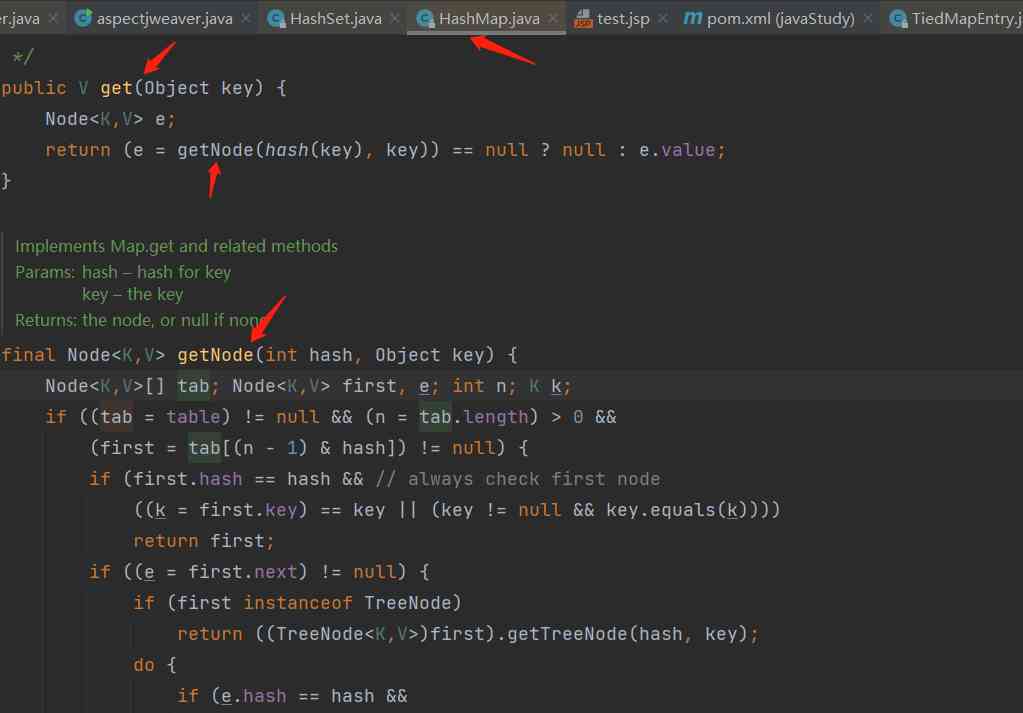 r.java × aspectjweaver.java × HashSet.java × HashMap.java × test.jsp × m pom.xml (javaStudy) × TiedMapEntry.j
*/
public V get(Object key) {
    Node<K,V> e;
    return (e = getNode(hash(key), key)) == null ? null : e.value;
}
Implements Map.get and related methods
Params: hash – hash for key
key – the key
Returns: the node, or null if none
final Node<K,V> getNode(int hash, Object key) {
    Node<K,V>[] tab; Node<K,V> first, e; int n; K k;
    if ((tab = table) != null && (n = tab.length) > 0 &&
        (first = tab[(n - 1) & hash]) != null) {
        if (first.hash == hash && // always check first node
            ((k = first.key) == key || (key != null && key.equals(k))))
            return first;
        if ((e = first.next) != null) {
            if (first instanceof TreeNode)
                return ((TreeNode<K,V>)first).getTreeNode(hash, key);
            do {
                if (e.hash == hash &&